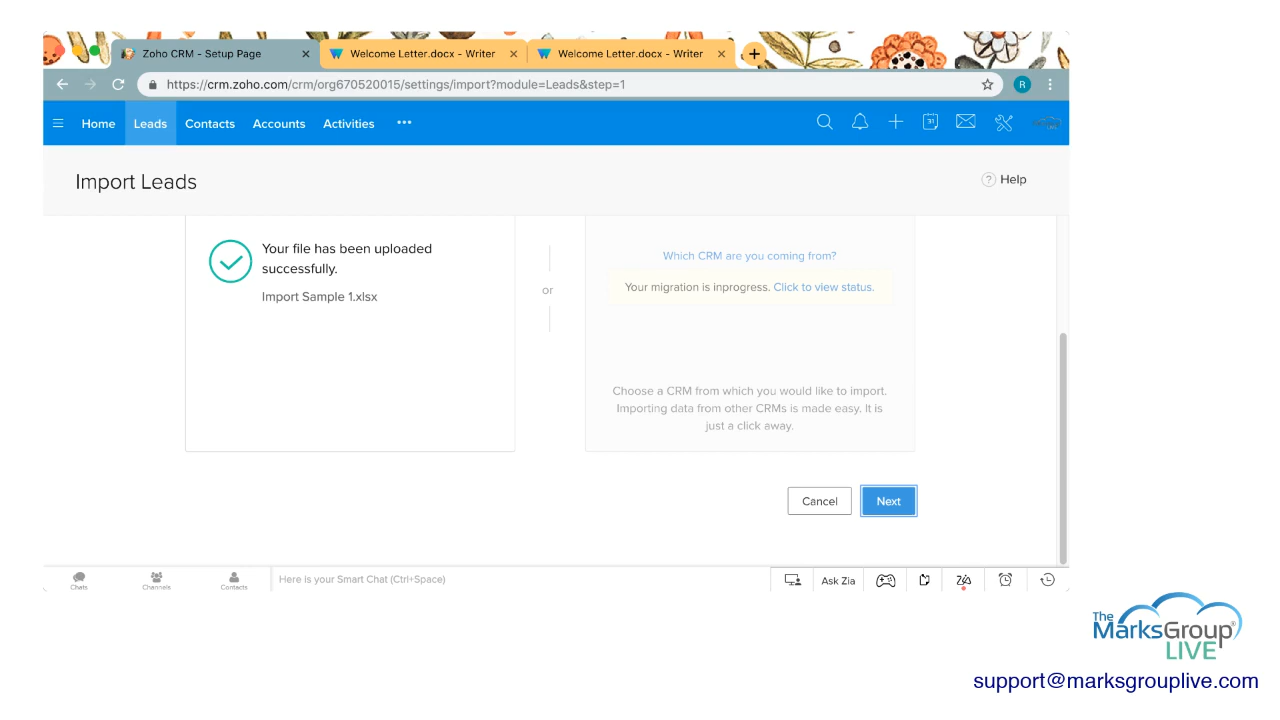 Zoho CRM - Setup Page
Welcome Letter.docx - Writer
Welcome Letter.docx - Writer
https://crm.zoho.com/crm/org670520015/settings/import?module=Leads&step=1
R
Home
Leads
Contacts
Accounts
Activities
31
Import Leads
? Help
Your file has been uploaded
successfully.
Import Sample 1.xlsx
or
Which CRM are you coming from?
Your migration is inprogress. Click to view status.
Choose a CRM from which you would like to import.
Importing data from other CRMs is made easy. It is
just a click away.
Cancel
Next
Chats
Channels
Contacts
Here is your Smart Chat (Ctrl+Space)
Ask Zia
The
MarksGroup®
LIVE
support@marksgrouplive.com